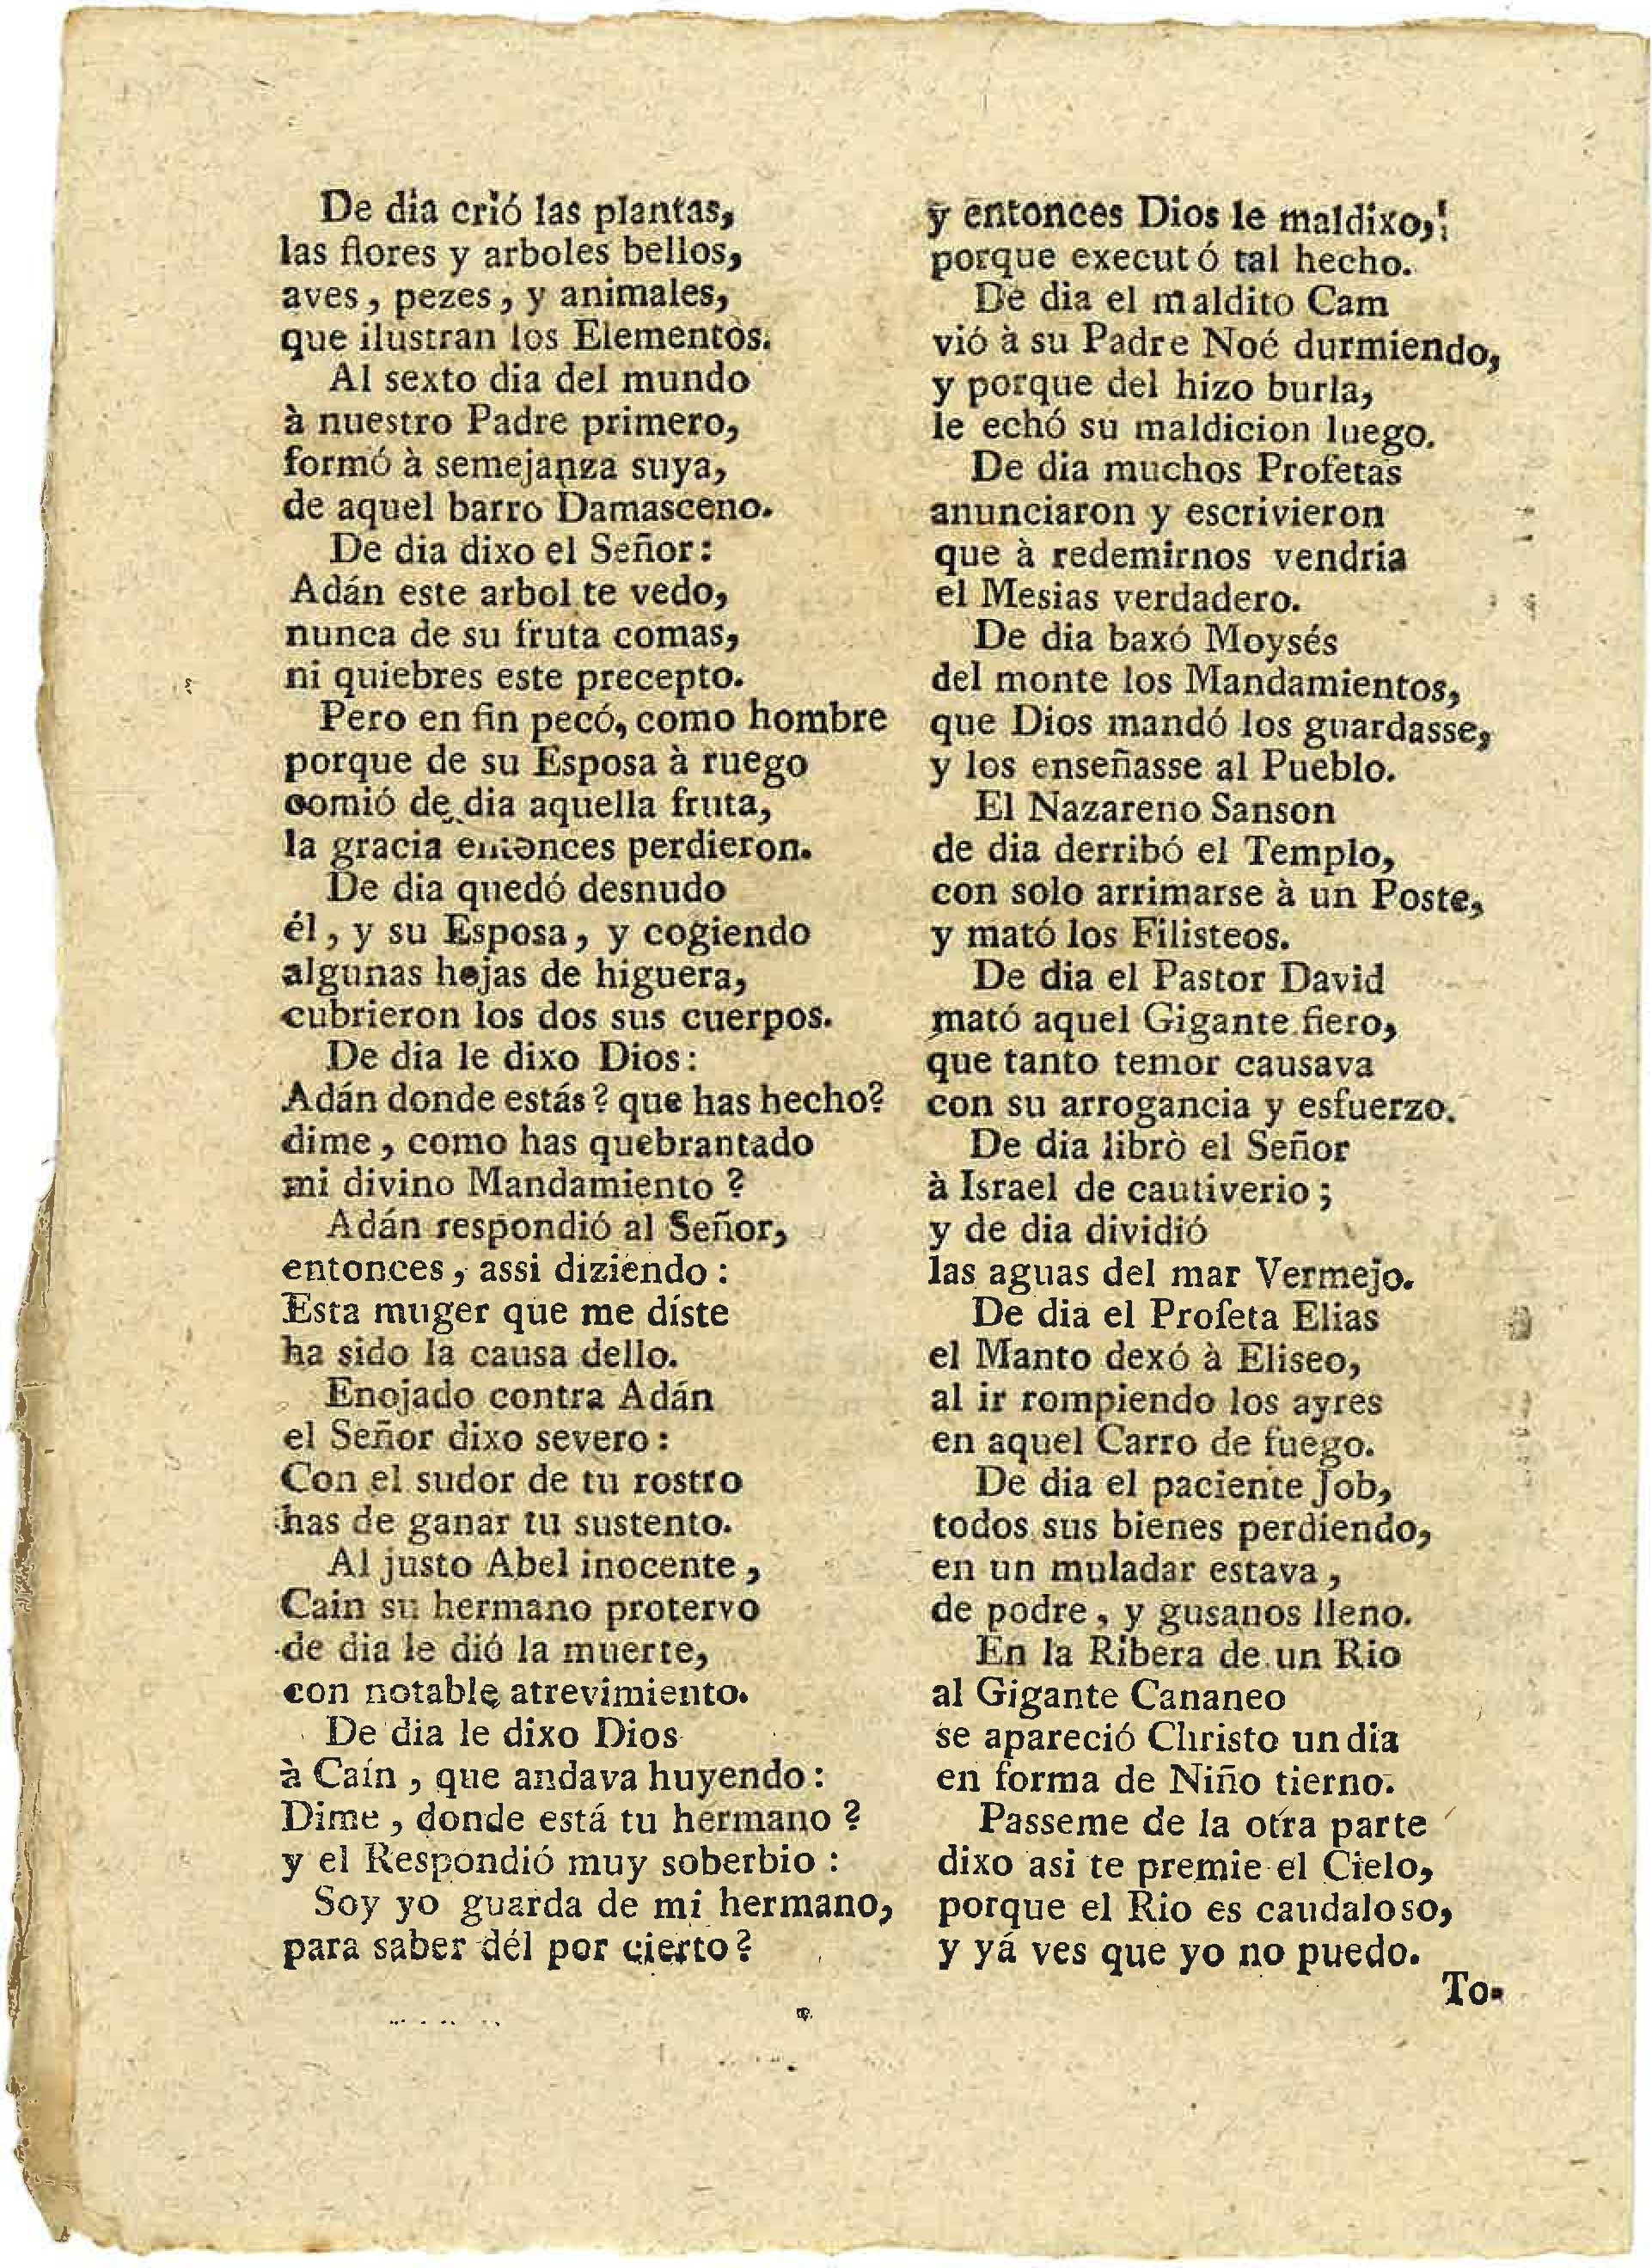 De dia crió las plantas,
las flores y arboles bellos,
aves, pezes, y animales,
que ilustran los Elementos.
Al sexto dia del mundo
à nuestro Padre primero,
formó à semejanza suya,
de aquel barro Damasceno.
De dia dixo el Señor:
Adán este arbol te vedo,
nunca de su fruta comas,
ni quiebres este precepto.
Pero en fin pecó, como hombre
porque de su Esposa à ruego
comió de dia aquella fruta,
la gracia entonces perdieron.
De dia quedó desnudo
él, y su Esposa, y cogiendo
algunas hojas de higuera,
cubrieron los dos sus cuerpos.
De dia le dixo Dios:
Adán donde estás? que has hecho?
dime, como has quebrantado
mi divino Mandamiento?
Adán respondió al Señor,
entonces, assi diziendo:
Esta muger que me díste
ha sido la causa dello.
Enojado contra Adán
el Señor dixo severo:
Con el sudor de tu rostro
has de ganar tu sustento.
Al justo Abel inocente,
Cain su hermano protervo
de dia le dió la muerte,
con notable atrevimiento.
De dia le dixo Dios
à Caín, que andava huyendo:
Dime, donde está tu hermano?
y el Respondió muy soberbio:
Soy yo guarda de mi hermano,
para saber dél por cierto?
y entonces Dios le maldixo,
porque executó tal hecho.
De dia el maldito Cam
vió à su Padre Noé durmiendo,
y porque del hizo burla,
le echó su maldicion luego.
De dia muchos Profetas
anunciaron y escrivieron
que à redemirnos vendria
el Mesias verdadero.
De dia baxó Moysés
del monte los Mandamientos,
que Dios mandó los guardasse,
y los enseñasse al Pueblo.
El Nazareno Sanson
de dia derribó el Templo,
con solo arrimarse à un Poste,
y mató los Filisteos.
De dia el Pastor David
mató aquel Gigante fiero,
que tanto temor causava
con su arrogancia y esfuerzo.
De dia librò el Señor
à Israel de cautiverio;
y de dia dividió
las aguas del mar Vermejo.
De dia el Profeta Elias
el Manto dexó à Eliseo,
al ir rompiendo los ayres
en aquel Carro de fuego.
De dia el paciente Job,
todos sus bienes perdiendo,
en un muladar estava,
de podre, y gusanos lleno.
En la Ribera de un Rio
al Gigante Cananeo
se apareció Christo un dia
en forma de Niño tierno.
Passeme de la otra parte
dixo asi te premie el Cielo,
porque el Rio es caudaloso,
y yá ves que yo no puedo.
To-